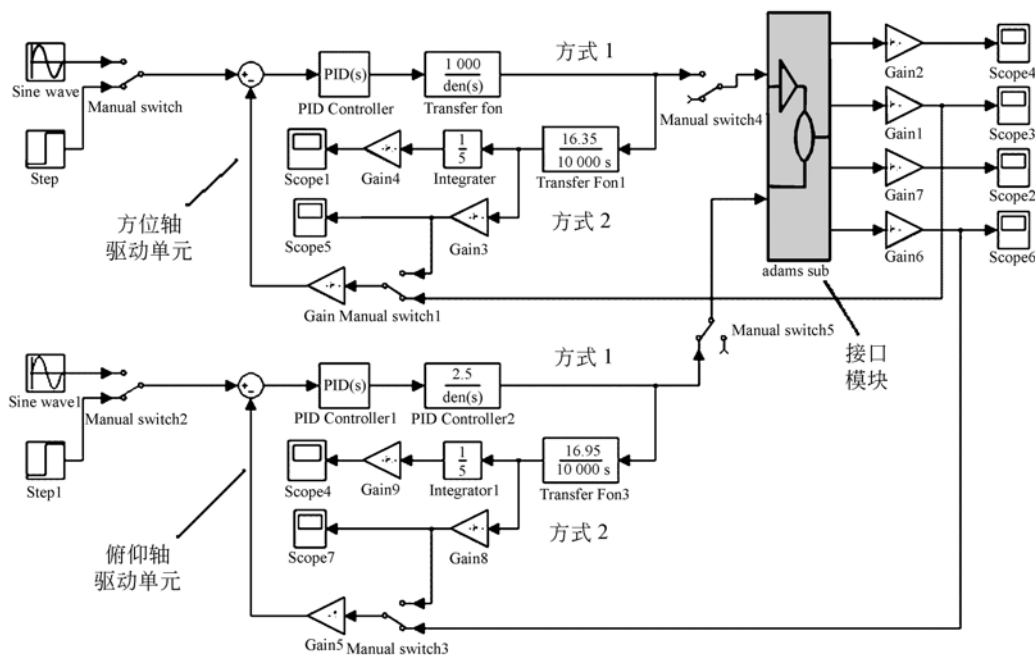 方式 1
Sine wave
Manual switch
+-
PID(s)
PID Controller
1 000
den(s)
Transfer fon
Manual switch4
Gain2
Scope4
Gain1
Scope3
Step
Scope1
Gain4
1
5
Integrater
16.35
10 000 s
Transfer Fon1
Gain7
Scope2
方位轴
驱动单元
Scope5
Gain3
方式 2
Gain6
Scope6
adams sub
Gain
Manual switch1
Manual switch5
接口
模块
方式 1
Sine wave1
Manual switch2
+-
PID(s)
PID Controller1
2.5
den(s)
PID Controller2
Step1
Scope4
Gain9
1
5
Integrator1
16.95
10 000 s
Transfer Fon3
俯仰轴
驱动单元
Scope7
Gain8
方式 2
Gain5
Manual switch3